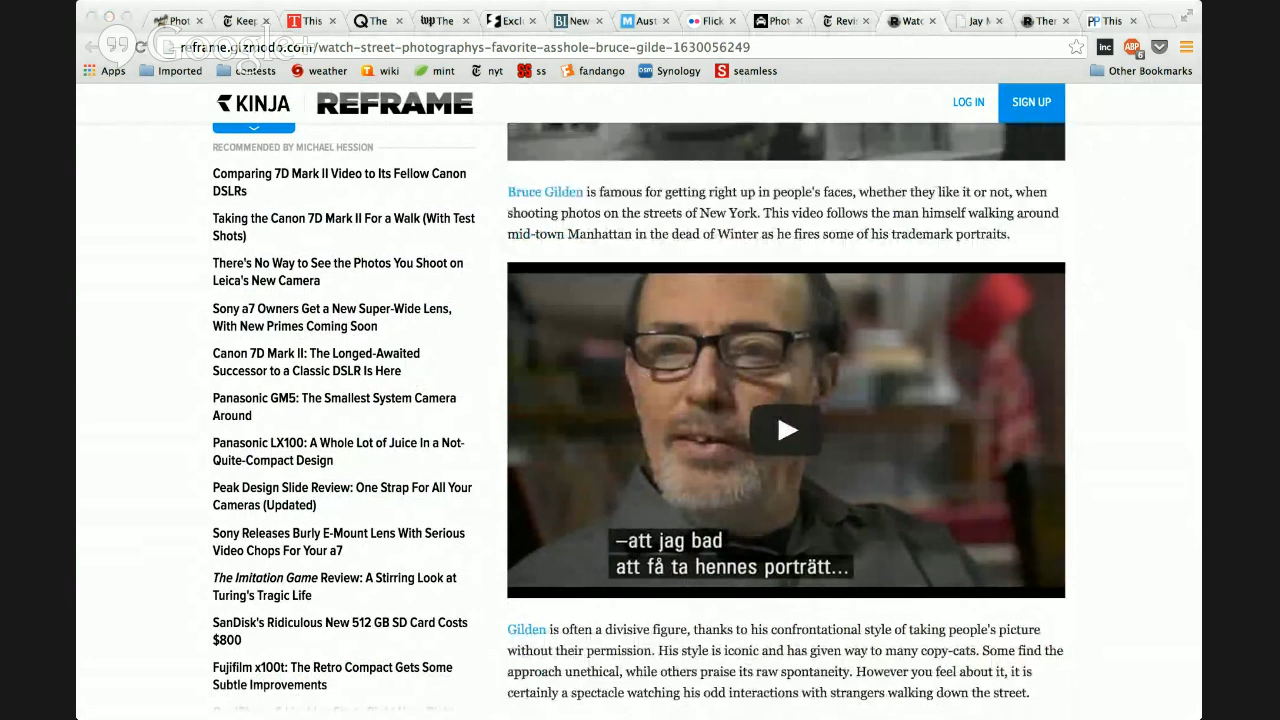 Phot
Keep
This
The
The
Excl
New
Aust
Flick
Phot
Revis
Watc
Jay M
The
This
Google+
reframe.gizmodo.com/watch-street-photographys-favorite-asshole-bruce-gilde-1630056249
inc
ABP
6
Apps
Imported
contests
weather
wiki
mint
nyt
ss
fandango
Synology
seamless
Other Bookmarks
KINJA
REFRAME
LOG IN
SIGN UP
RECOMMENDED BY MICHAEL HESSION
Comparing 7D Mark II Video to Its Fellow Canon
DSLRs
Taking the Canon 7D Mark II For a Walk (With Test
Shots)
There's No Way to See the Photos You Shoot on
Leica's New Camera
Sony a7 Owners Get a New Super-Wide Lens,
With New Primes Coming Soon
Canon 7D Mark II: The Longed-Awaited
Successor to a Classic DSLR Is Here
Panasonic GM5: The Smallest System Camera
Around
Panasonic LX100: A Whole Lot of Juice In a Not-
Quite-Compact Design
Peak Design Slide Review: One Strap For All Your
Cameras (Updated)
Sony Releases Burly E-Mount Lens With Serious
Video Chops For Your a7
The Imitation Game Review: A Stirring Look at
Turing's Tragic Life
SanDisk's Ridiculous New 512 GB SD Card Costs
$800
Fujifilm x100t: The Retro Compact Gets Some
Subtle Improvements
Bruce Gilden is famous for getting right up in people's faces, whether they like it or not, when
shooting photos on the streets of New York. This video follows the man himself walking around
mid-town Manhattan in the dead of Winter as he fires some of his trademark portraits.
–att jag bad
att få ta hennes porträtt...
Gilden is often a divisive figure, thanks to his confrontational style of taking people's picture
without their permission. His style is iconic and has given way to many copy-cats. Some find the
approach unethical, while others praise its raw spontaneity. However you feel about it, it is
certainly a spectacle watching his odd interactions with strangers walking down the street.